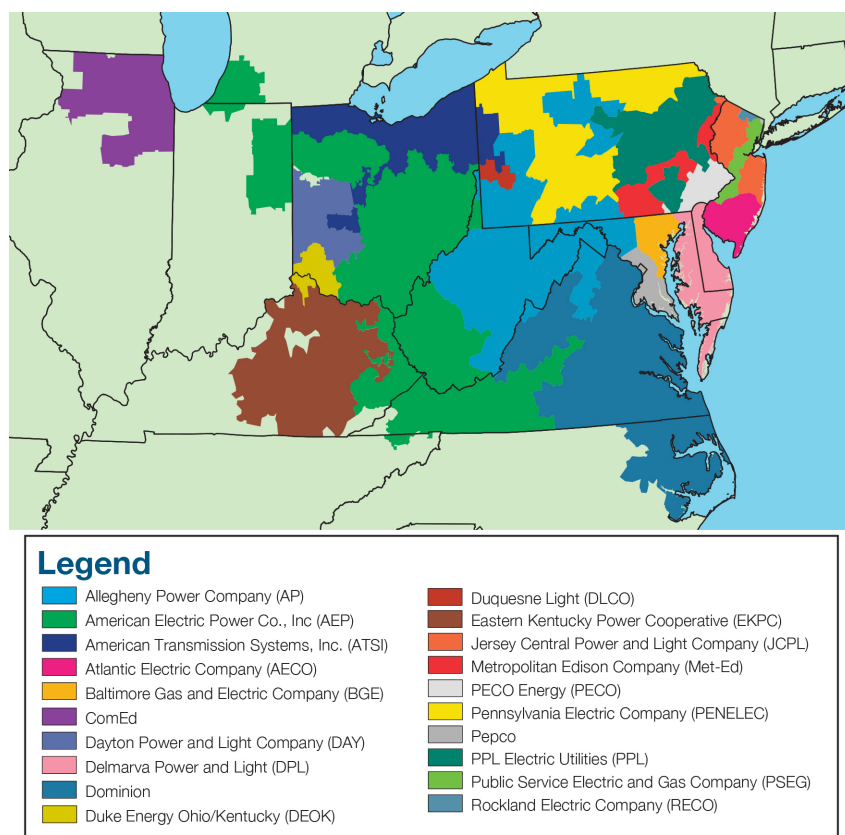 Legend
Allegheny Power Company (AP)
American Electric Power Co., Inc (AEP)
American Transmission Systems, Inc. (ATSI)
Atlantic Electric Company (AECO)
Baltimore Gas and Electric Company (BGE)
ComEd
Dayton Power and Light Company (DAY)
Delmarva Power and Light (DPL)
Dominion
Duke Energy Ohio/Kentucky (DEOK)
Duquesne Light (DLCO)
Eastern Kentucky Power Cooperative (EKPC)
Jersey Central Power and Light Company (JCPL)
Metropolitan Edison Company (Met-Ed)
PECO Energy (PECO)
Pennsylvania Electric Company (PENELEC)
Pepco
PPL Electric Utilities (PPL)
Public Service Electric and Gas Company (PSEG)
Rockland Electric Company (RECO)